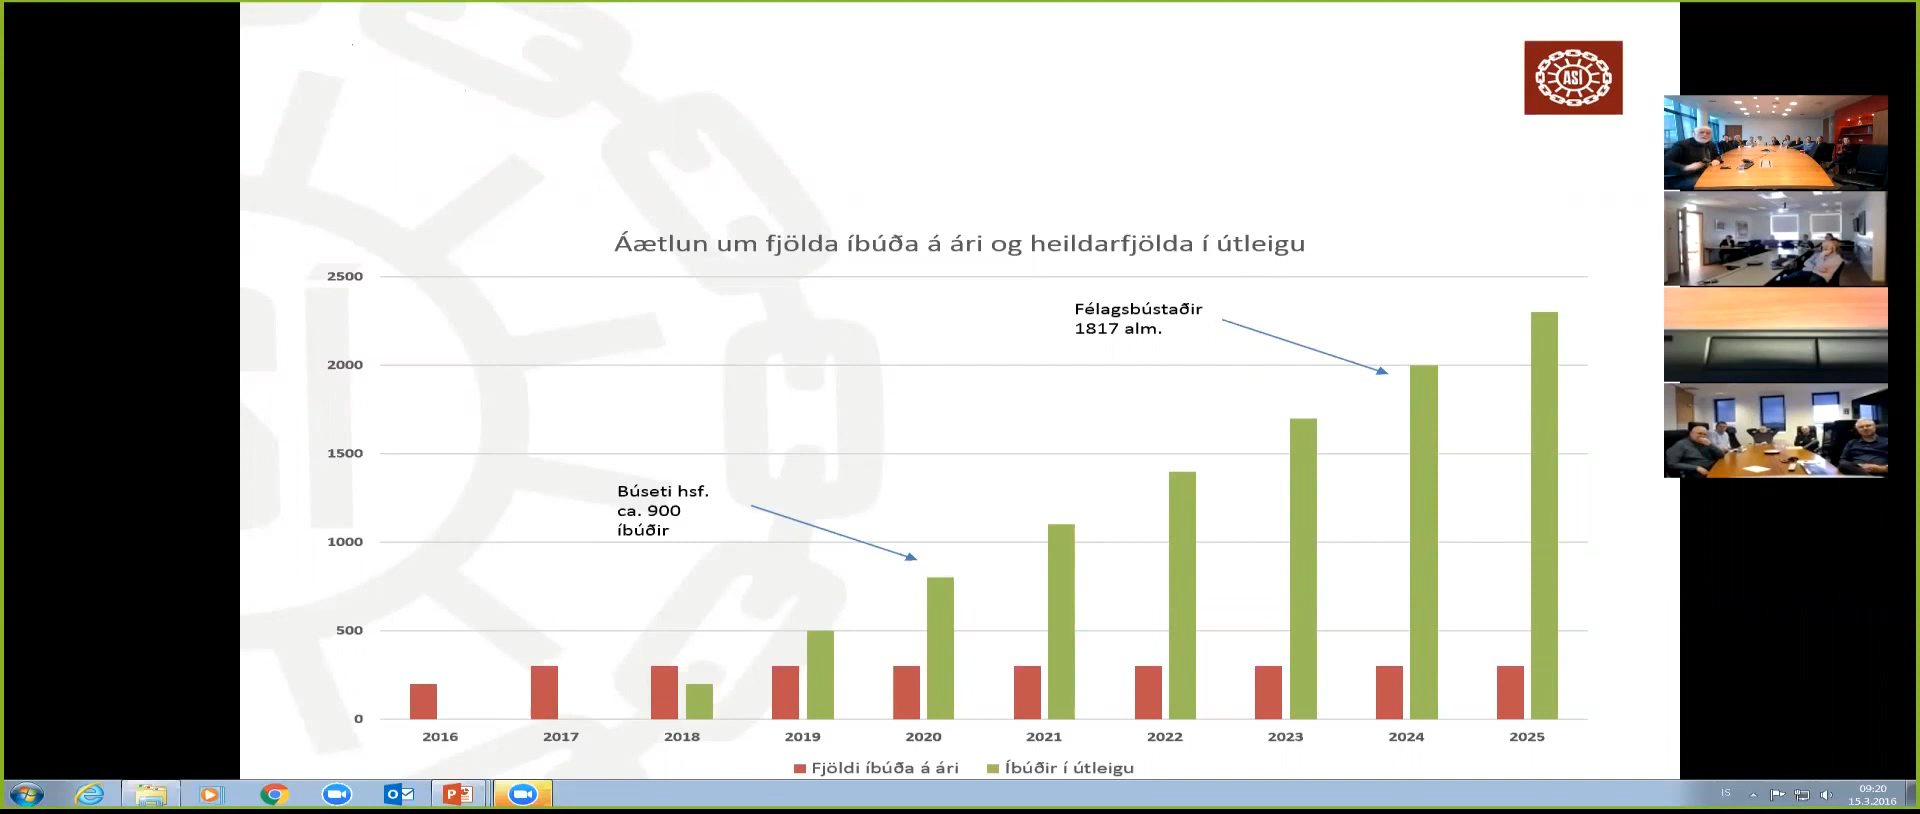 ASÍ
Áætlun um fjölda íbúða á ári og heildarfjölda í útleigu
2500
2000
1500
1000
500
0
Félagsbústaðir
1817 alm.
Búseti hsf.
ca. 900
íbúðir
2016 2017 2018 2019 2020 2021 2022 2023 2024 2025
Fjöldi íbúða á ári Íbúðir í útleigu
IS
09:20
15.3.2016